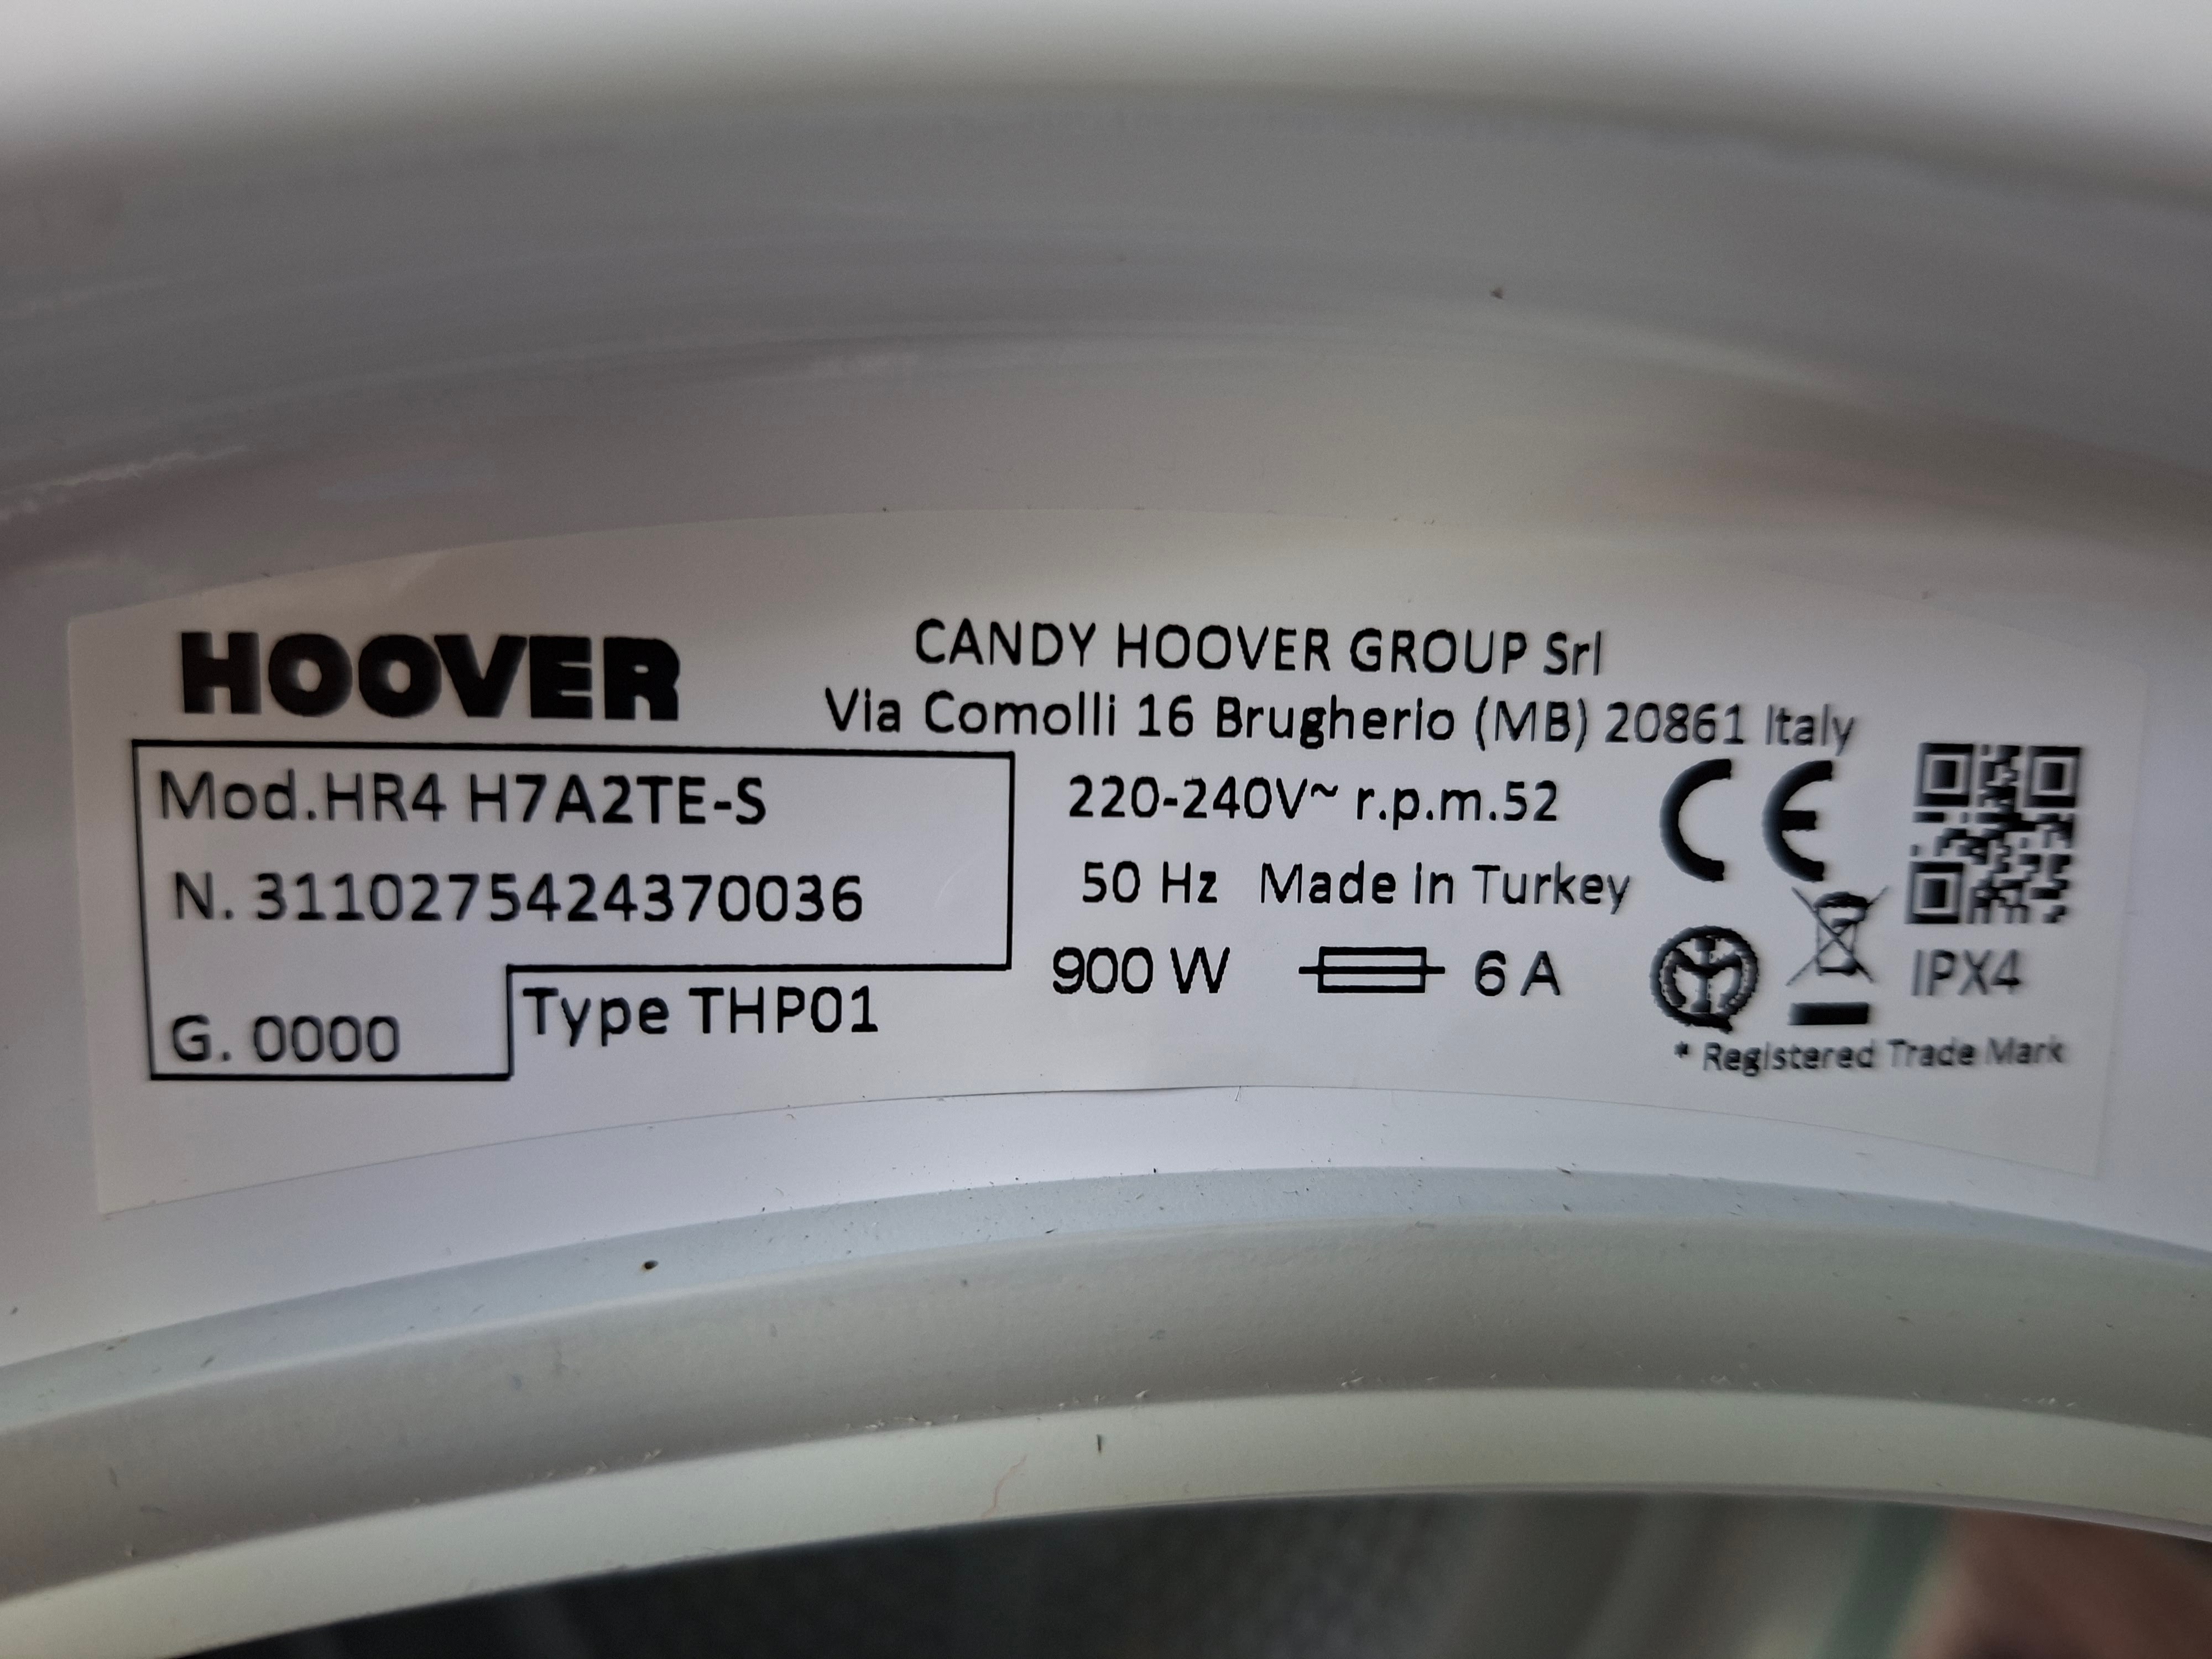 HOOVER
CANDY HOOVER GROUP Srl
Via Comolli 16 Brugherio (MB) 20861 Italy
Mod.HR4 H7A2TE-S
N. 3110275424370036
G. 0000
Type THP01
220-240V~ r.p.m.52
50 Hz Made in Turkey
900 W 6 A
CE
IPX4
* Registered Trade Mark